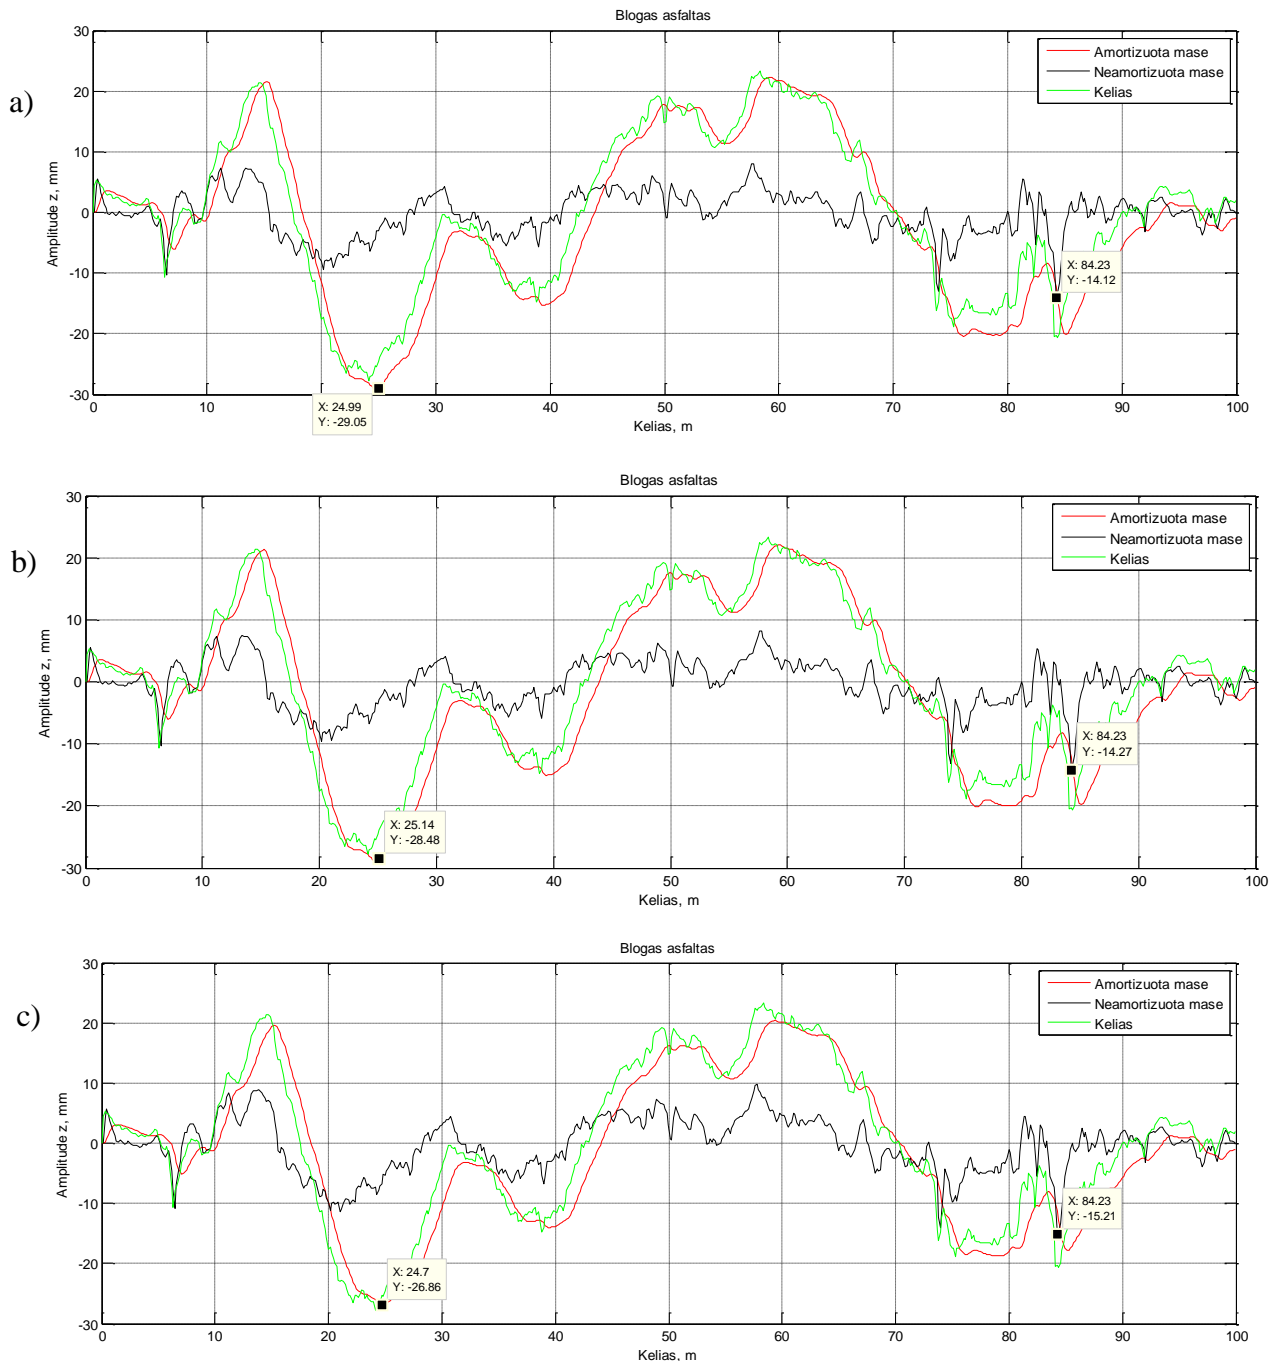 Blogas asfaltas
a)
Amplitude z, mm
30
20
10
0
-10
-20
-30
Amortizuota mase
Neamortizuota mase
Kelias
X: 84.23
Y: -14.12
X: 24.99
Y: -29.05
0 10 20 30 40 50 60 70 80 90 100
Kelias, m
Blogas asfaltas
b)
Amplitude z, mm
30
20
10
0
-10
-20
-30
Amortizuota mase
Neamortizuota mase
Kelias
X: 84.23
Y: -14.27
X: 25.14
Y: -28.48
0 10 20 30 40 50 60 70 80 90 100
Kelias, m
Blogas asfaltas
c)
Amplitude z, mm
30
20
10
0
-10
-20
-30
Amortizuota mase
Neamortizuota mase
Kelias
X: 84.23
Y: -15.21
X: 24.7
Y: -26.86
0 10 20 30 40 50 60 70 80 90 100
Kelias, m